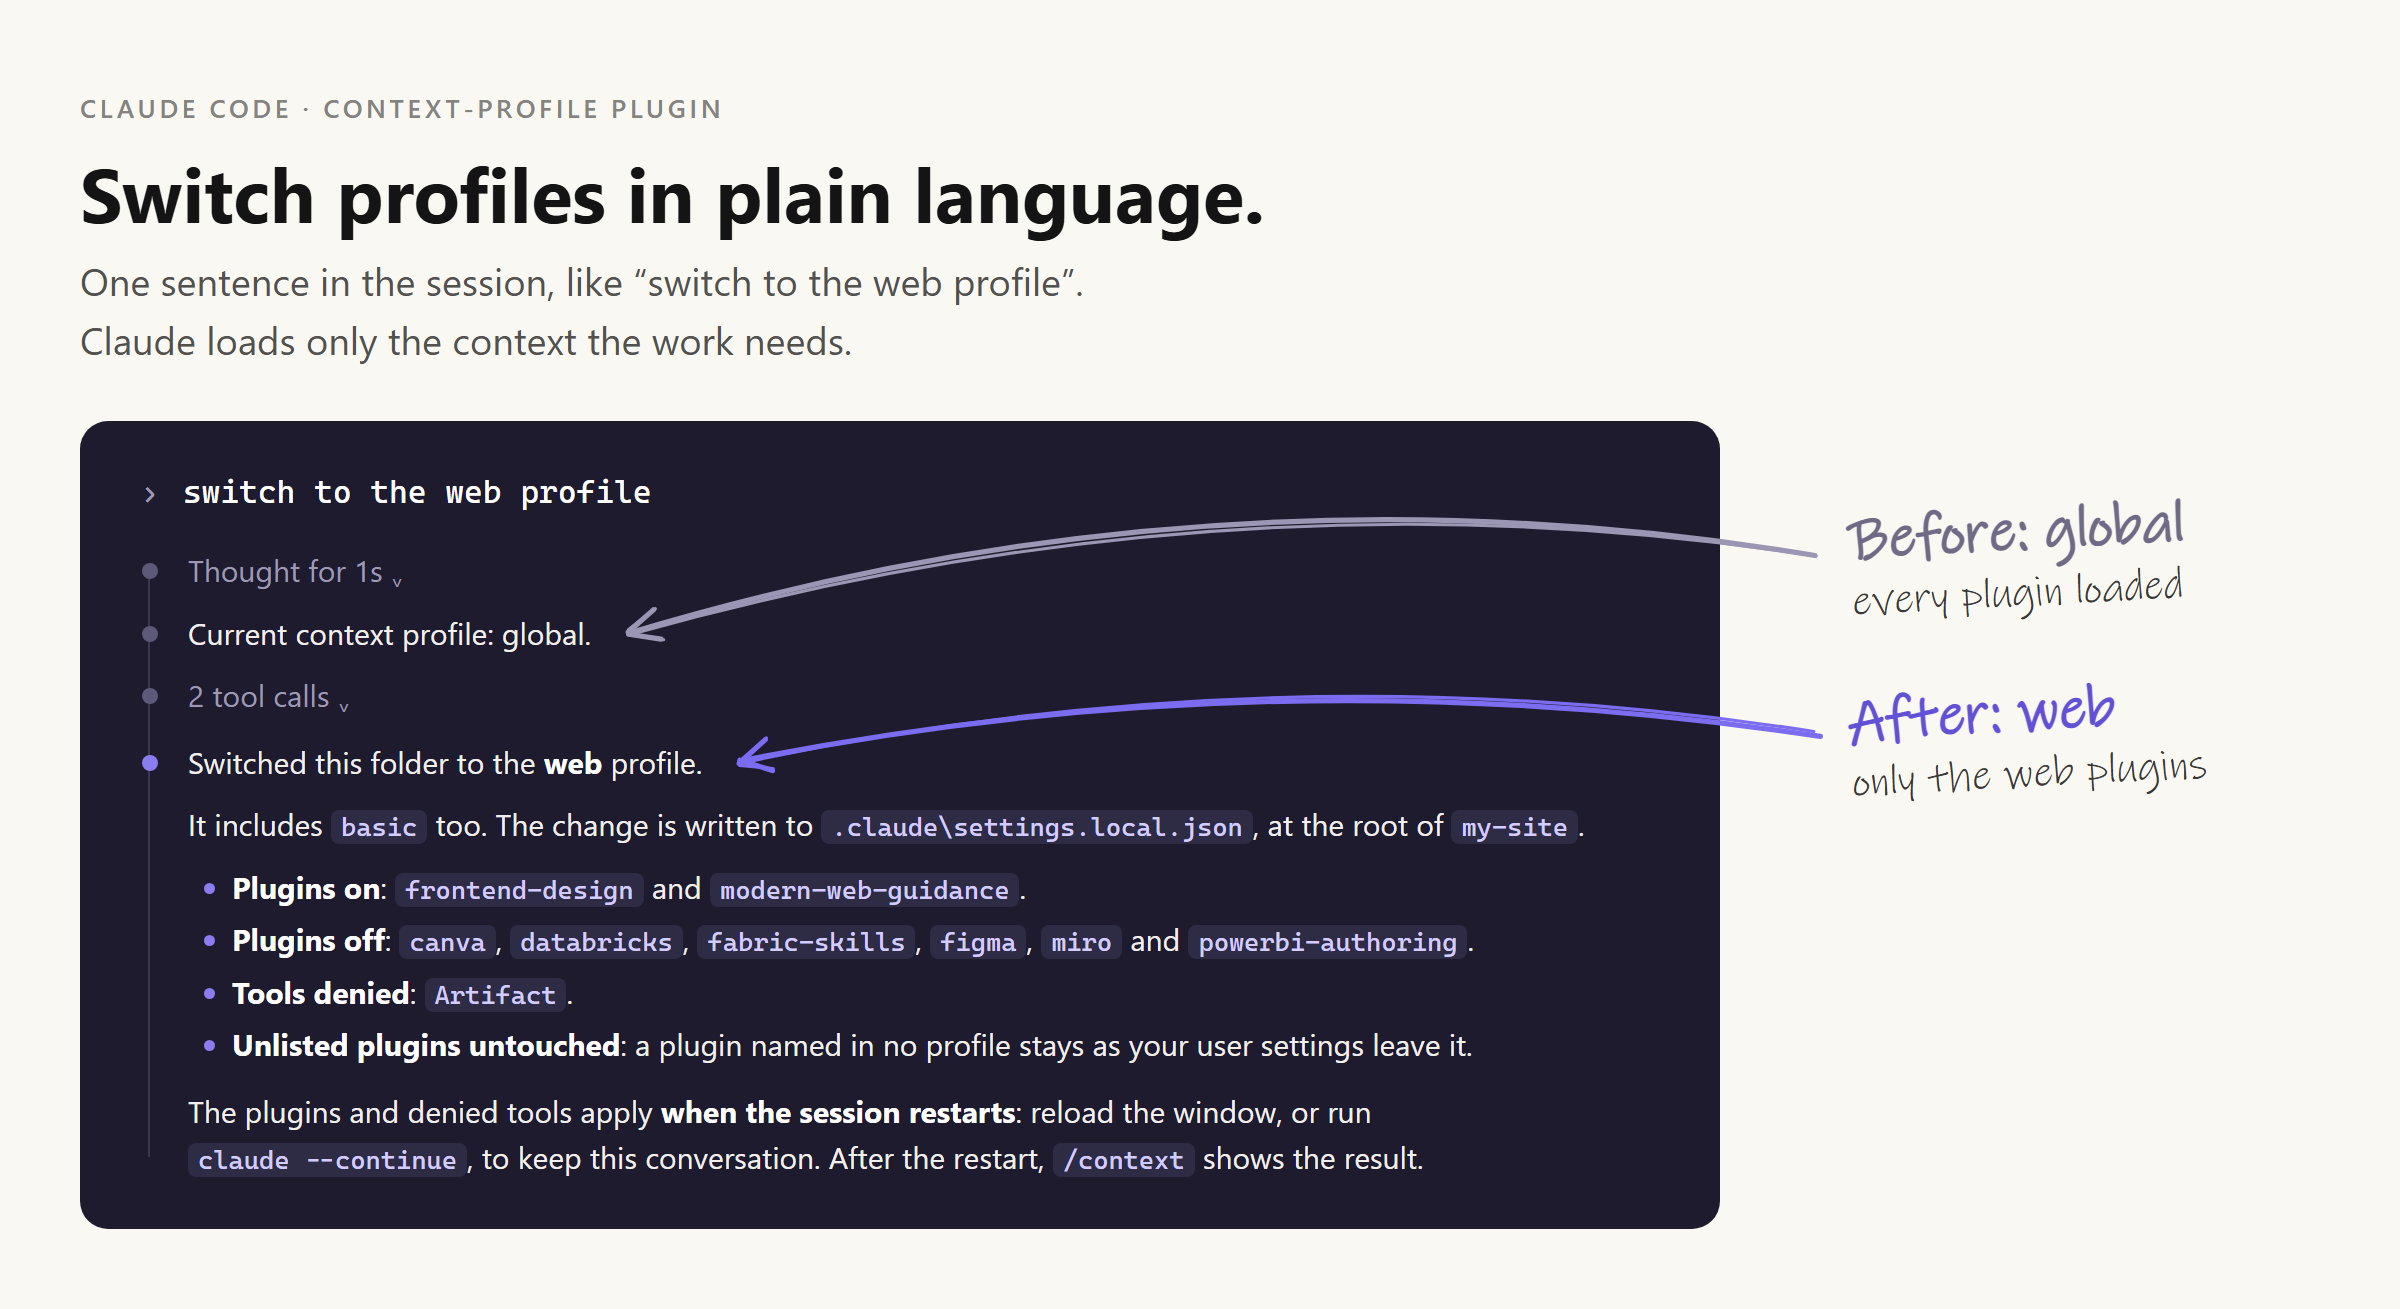 CLAUDE CODE · CONTEXT-PROFILE PLUGIN
Switch profiles in plain language.
One sentence in the session, like “switch to the web profile”.
Claude loads only the context the work needs.
› switch to the web profile
Thought for 1s ˅
Current context profile: global.
2 tool calls ˅
Switched this folder to the web profile.
It includes basic too. The change is written to .claude\settings.local.json, at the root of my-site.
• Plugins on: frontend-design and modern-web-guidance.
• Plugins off: canva, databricks, fabric-skills, figma, miro and powerbi-authoring.
• Tools denied: Artifact.
• Unlisted plugins untouched: a plugin named in no profile stays as your user settings leave it.
The plugins and denied tools apply when the session restarts: reload the window, or run
claude --continue, to keep this conversation. After the restart, /context shows the result.
Before: global
every plugin loaded
After: web
only the web plugins